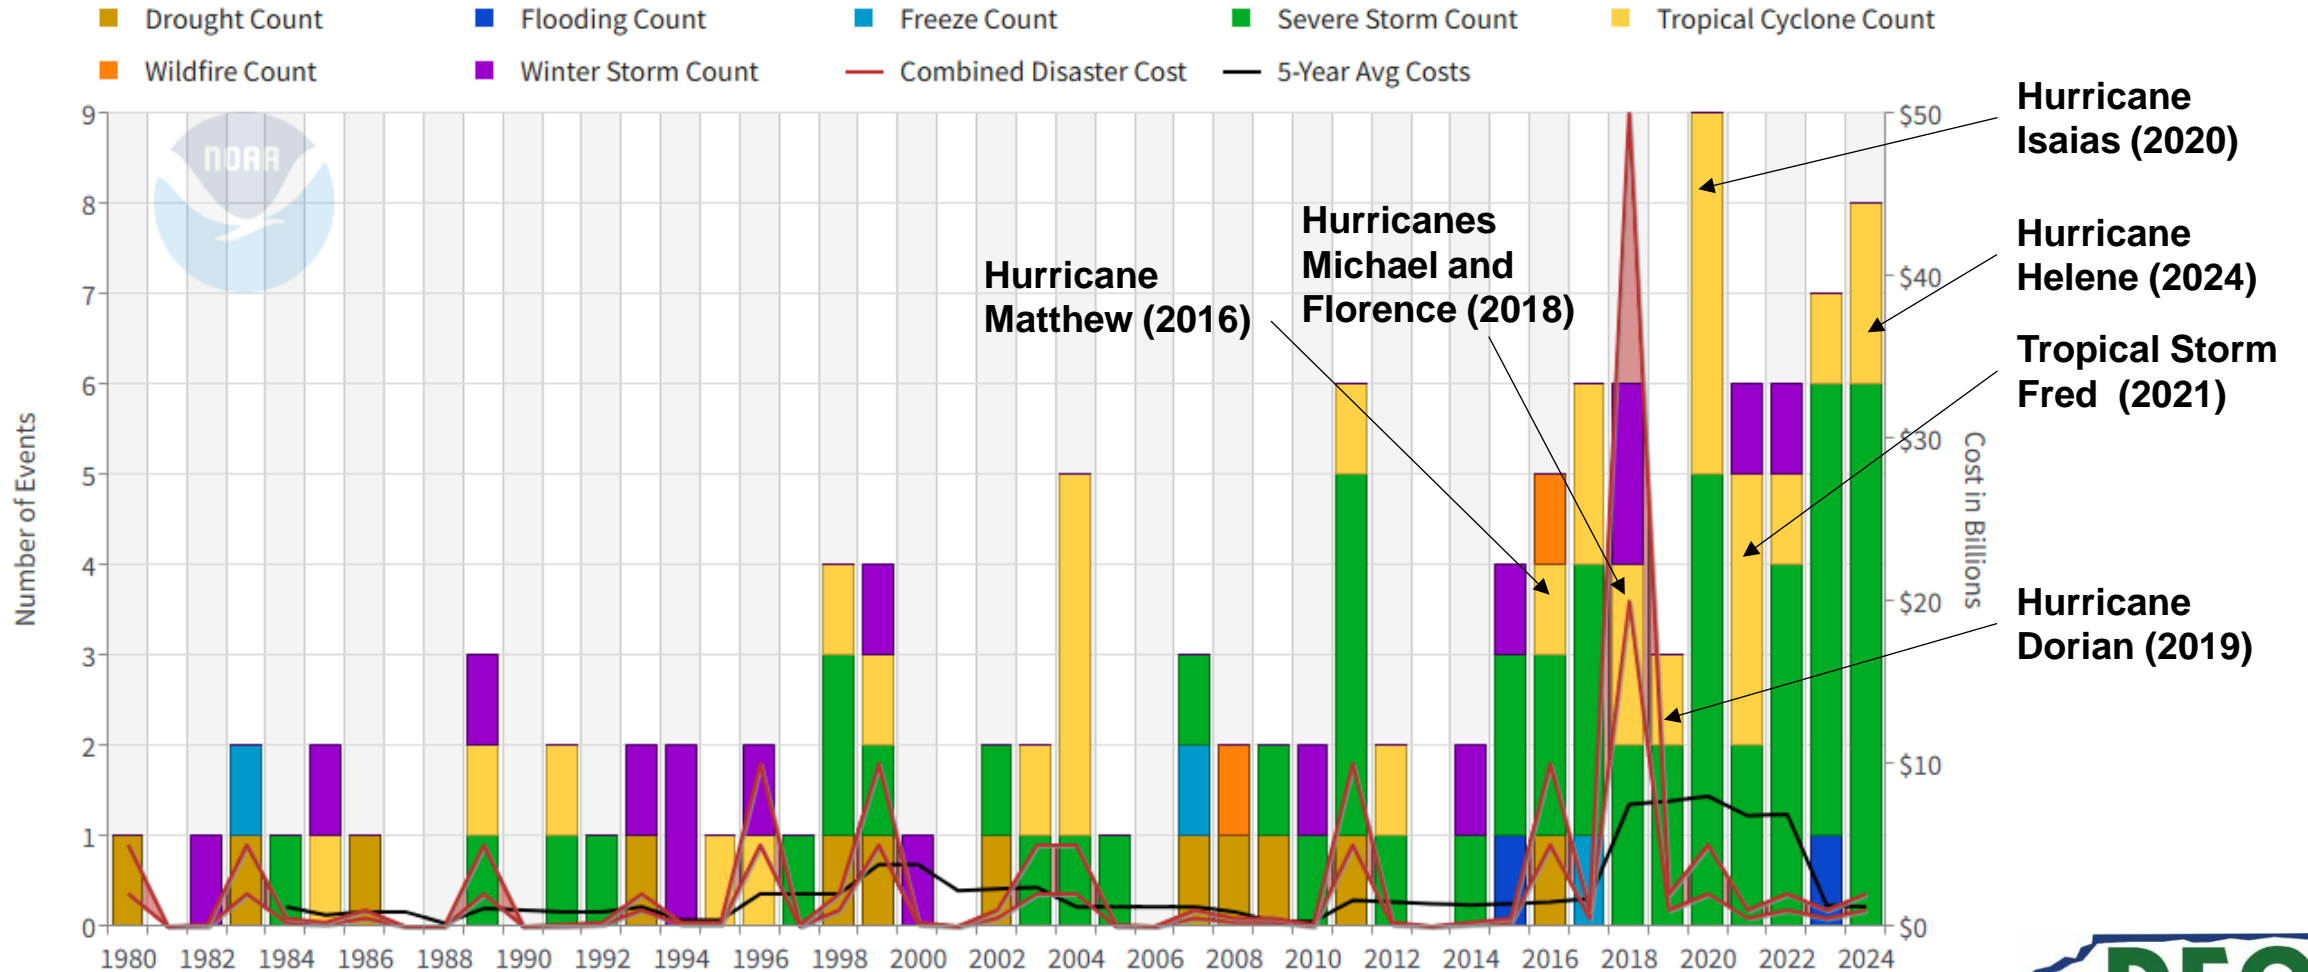 Drought Count
Flooding Count
Freeze Count
Severe Storm Count
Tropical Cyclone Count
Wildfire Count
Winter Storm Count
Combined Disaster Cost
5-Year Avg Costs
NOAA
Number of Events
9
8
7
6
5
4
3
2
1
0
Hurricane
Matthew (2016)
Hurricanes
Michael and
Florence (2018)
Hurricane
Isaias (2020)
Hurricane
Helene (2024)
Tropical Storm
Fred  (2021)
Hurricane
Dorian (2019)
$50
$40
$30
$20
$10
$0
Cost in Billions
1980 1982 1984 1986 1988 1990 1992 1994 1996 1998 2000 2002 2004 2006 2008 2010 2012 2014 2016 2018 2020 2022 2024